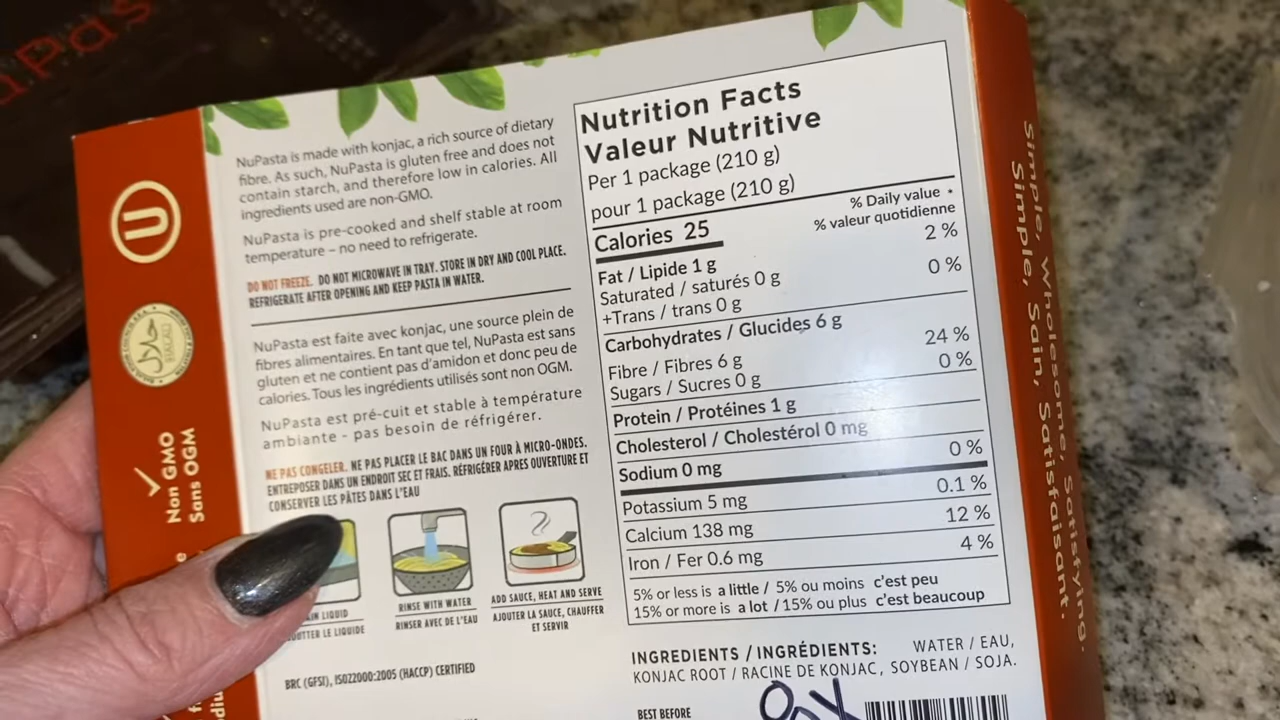 NuPasta is made with konjac, a rich source of dietary
fibre. As such, NuPasta is gluten free and does not
contain starch, and therefore low in calories. All
ingredients used are non-GMO.
NuPasta is pre-cooked and shelf stable at room
temperature – no need to refrigerate.
DO NOT FREEZE. DO NOT MICROWAVE IN TRAY. STORE IN DRY AND COOL PLACE.
REFRIGERATE AFTER OPENING AND KEEP PASTA IN WATER.
NuPasta est faite avec konjac, une source plein de
fibres alimentaires. En tant que tel, NuPasta est sans
gluten et ne contient pas d'amidon et donc peu de
calories. Tous les ingrédients utilisés sont non OGM.
NuPasta est pré-cuit et stable à température
ambiante - pas besoin de réfrigérer.
NE PAS CONGELER. NE PAS PLACER LE BAC DANS UN FOUR À MICRO-ONDES.
ENTREPOSER DANS UN ENDROIT SEC ET FRAIS. RÉFRIGÉRER APRES OUVERTURE ET
CONSERVER LES PÂTES DANS L'EAU
LIQUID
LE LIQUIDE
RINSE WITH WATER
RINSER AVEC DE L'EAU
ADD SAUCE, HEAT AND SERVE
AJOUTER LA SAUCE, CHAUFFER
ET SERVIR
BRC (GFSI), ISO22000:2005 (HACCP) CERTIFIED
Nutrition Facts
Valeur Nutritive
Per 1 package (210 g)
pour 1 package (210 g)
Calories 25
% Daily value *
% valeur quotidienne
Fat / Lipide 1 g 2 %
Saturated / saturés 0 g
+Trans / trans 0 g 0 %
Carbohydrates / Glucides 6 g
Fibre / Fibres 6 g 24 %
Sugars / Sucres 0 g 0 %
Protein / Protéines 1 g
Cholesterol / Cholestérol 0 mg
Sodium 0 mg 0 %
Potassium 5 mg 0.1 %
Calcium 138 mg 12 %
Iron / Fer 0.6 mg 4 %
5% or less is a little / 5% ou moins c'est peu
15% or more is a lot / 15% ou plus c'est beaucoup
INGREDIENTS / INGRÉDIENTS: WATER / EAU,
KONJAC ROOT / RACINE DE KONJAC, SOYBEAN / SOJA.
BEST BEFORE
U
حلال
HALAL
Non GMO
Sans OGM
Simple, Wholesome, Satisfying.
Simple, Sain, Satisfaisant.